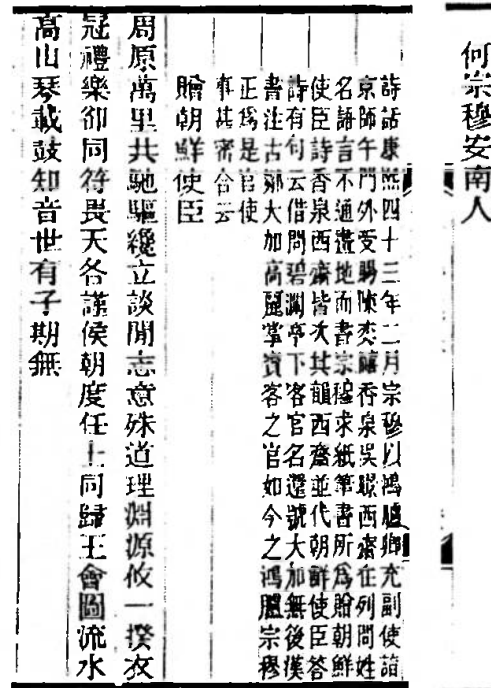 何宗穆安南人
詩話康熙四十三年二月宗穆以鴻臚卿充副使詣
京師午門外受賜陳奕禧香泉吳璟西齋在列問姓
名語言不通畫地而書宗穆求紙筆書所爲贈朝鮮
使臣詩香泉西齋皆次其韻西齋並代朝鮮使臣答
詩有句云借問碧瀾亭下客官名還號大加無後漢
書注古鄒大加高麗掌賓客之官如今之鴻臚宗穆
正爲是官使
事甚密合云
贈朝鮮使臣
周原萬里共馳驅纔立談閒志意殊道理淵源攸一揆衣
冠禮樂卻同符畏天各謹侯朝度任土同歸王會圖流水
高山琴載鼓知音世有子期無